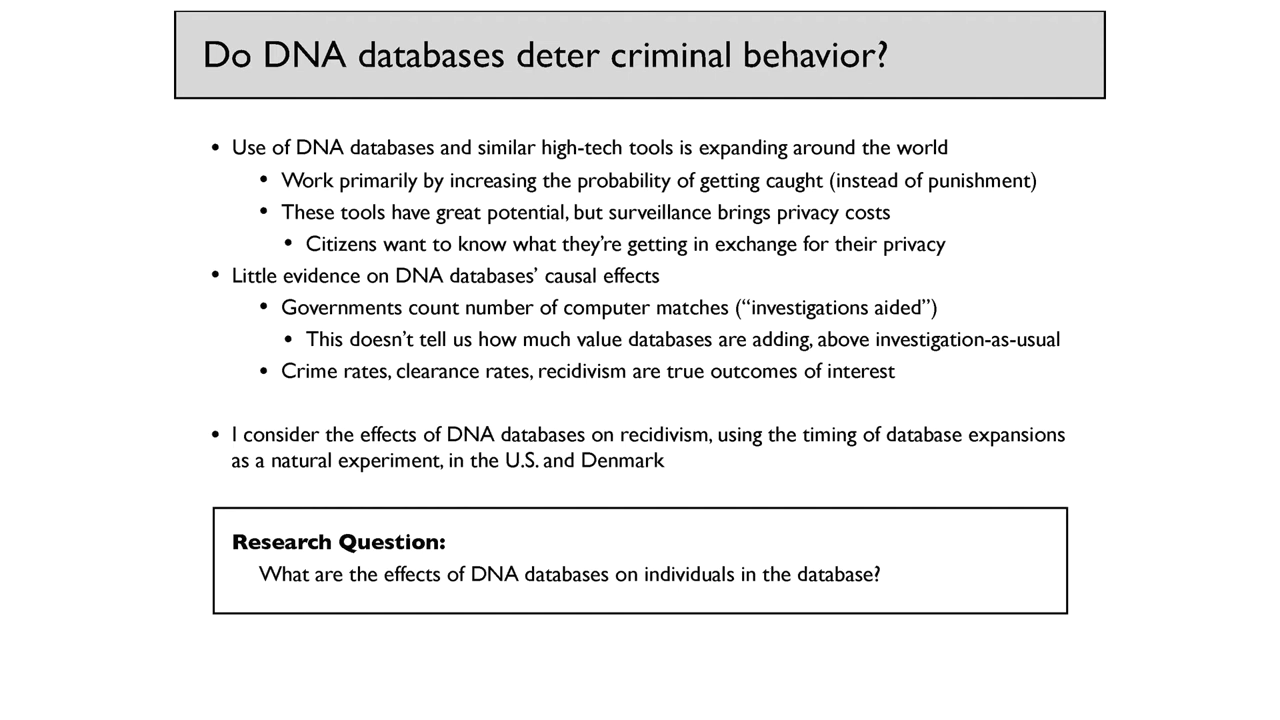 Do DNA databases deter criminal behavior?
• Use of DNA databases and similar high-tech tools is expanding around the world
• Work primarily by increasing the probability of getting caught (instead of punishment)
• These tools have great potential, but surveillance brings privacy costs
• Citizens want to know what they’re getting in exchange for their privacy
• Little evidence on DNA databases’ causal effects
• Governments count number of computer matches (“investigations aided”)
• This doesn’t tell us how much value databases are adding, above investigation-as-usual
• Crime rates, clearance rates, recidivism are true outcomes of interest
• I consider the effects of DNA databases on recidivism, using the timing of database expansions
as a natural experiment, in the U.S. and Denmark
Research Question:
What are the effects of DNA databases on individuals in the database?